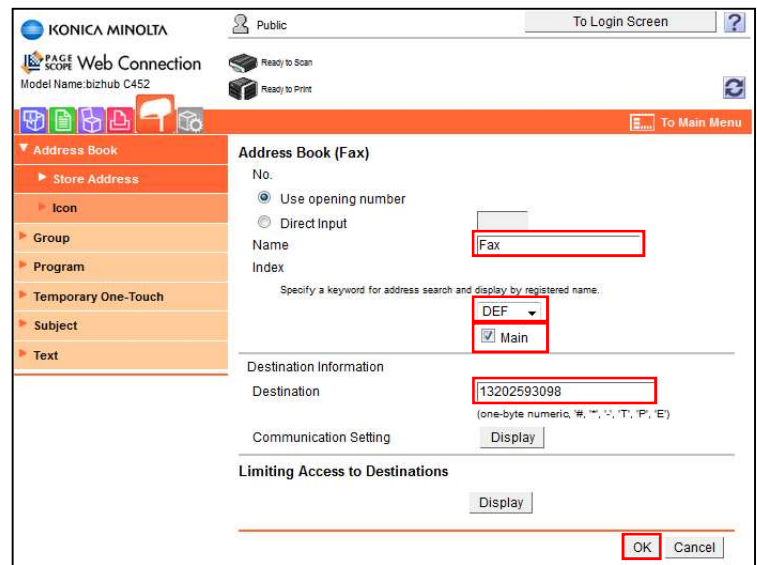 KONICA MINOLTA
Public
To Login Screen
?
PAGE SCOPE Web Connection
Model Name:bizhub C452
Ready to Scan
Ready to Print
To Main Menu
Address Book
Store Address
Icon
Group
Program
Temporary One-Touch
Subject
Text
Address Book (Fax)
No.
Use opening number
Direct Input
Name
Fax
Index
Specify a keyword for address search and display by registered name.
DEF
Main
Destination Information
Destination
13202593098
(one-byte numeric, '#, '*', '-', 'T', 'P', 'E')
Communication Setting
Display
Limiting Access to Destinations
Display
OK
Cancel